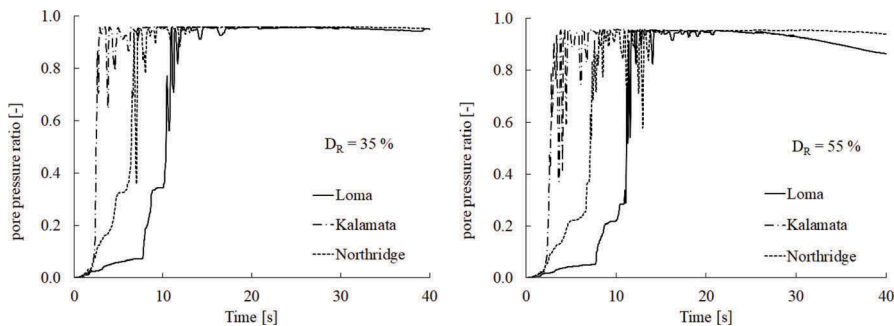 1.0
0.8
0.6
0.4
0.2
0.0
pore pressure ratio [-]
D_R = 35 %
Loma
Kalamata
Northridge
0 10 20 30 40
Time [s]
1.0
0.8
0.6
0.4
0.2
0.0
pore pressure ratio [-]
D_R = 55 %
Loma
Kalamata
Northridge
0 10 20 30 40
Time [s]